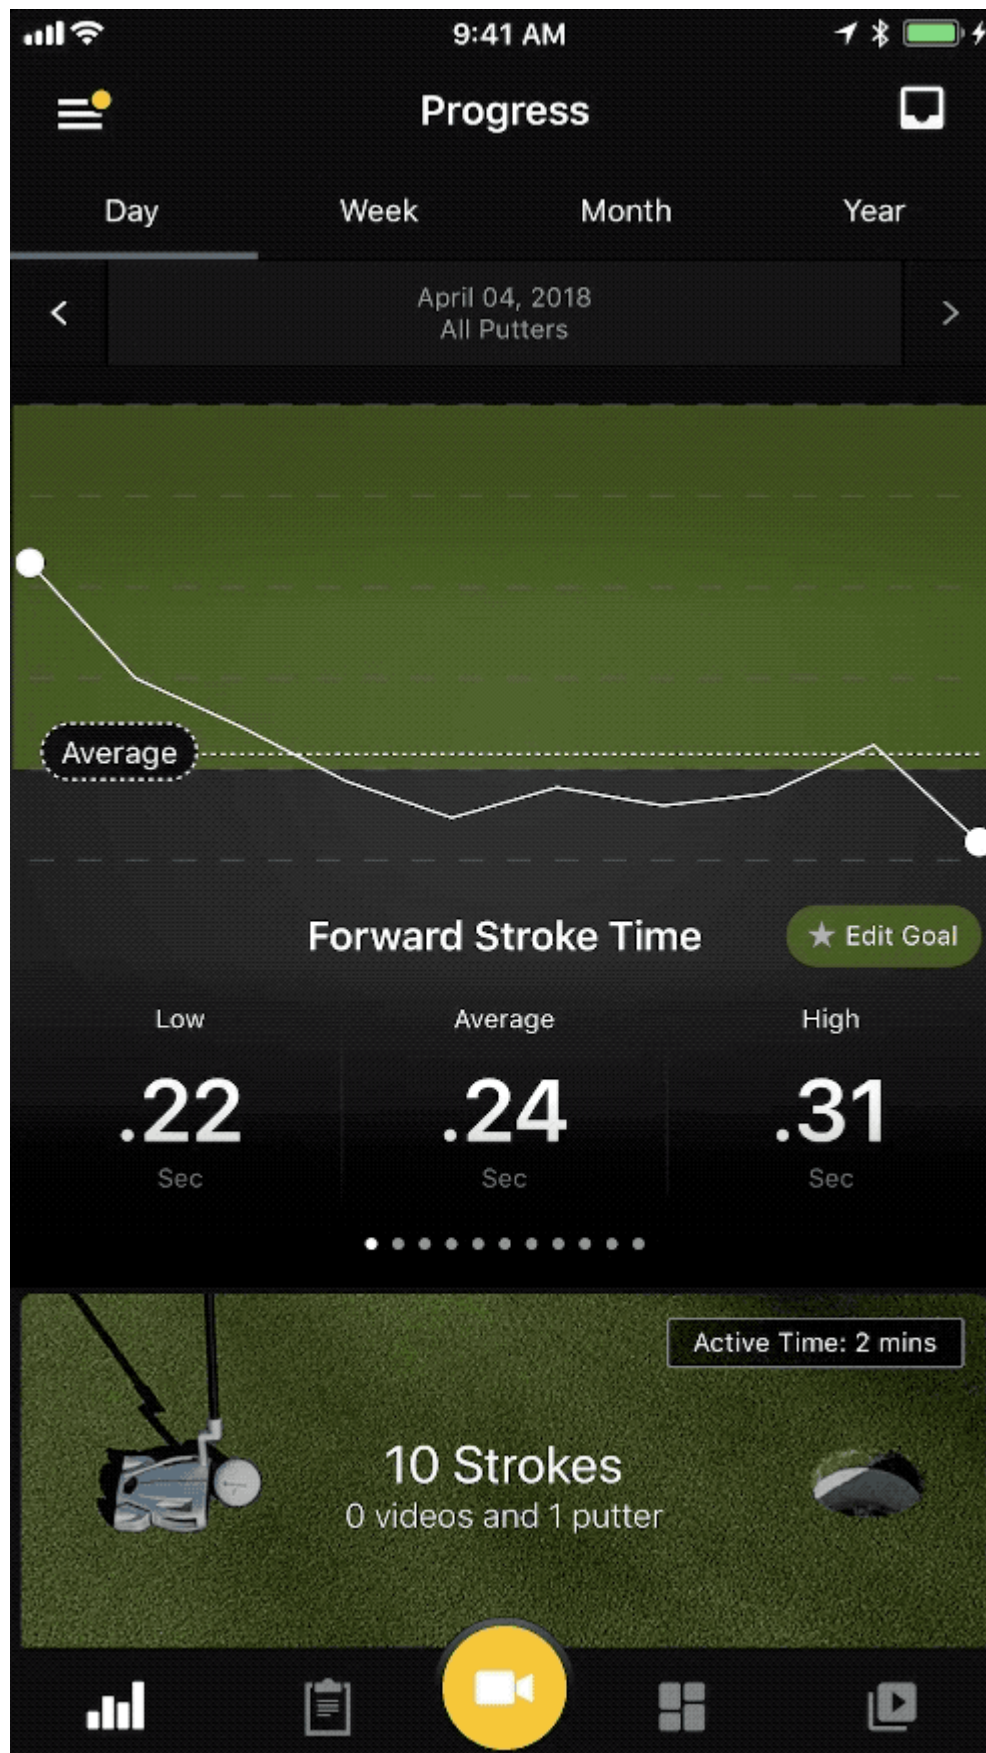 9:41 AM
Progress
Day Week Month Year
April 04, 2018
All Putters
Average
Forward Stroke Time
Edit Goal
Low Average High
.22 .24 .31
Sec Sec Sec
Active Time: 2 mins
10 Strokes
0 videos and 1 putter